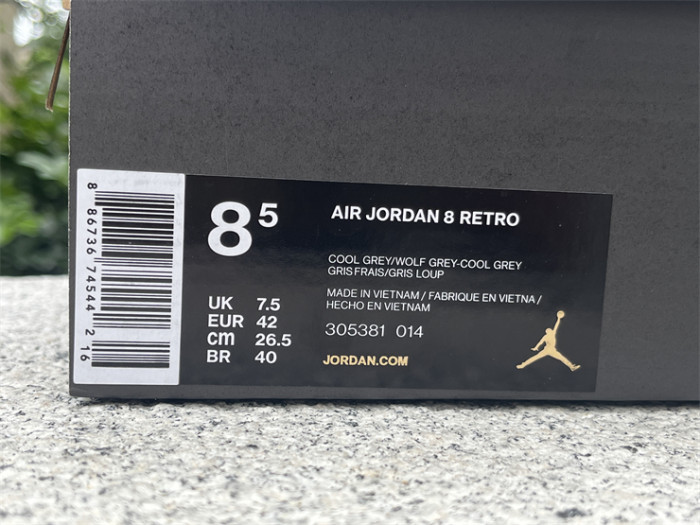 8 86736 74544 2 16
8 5
AIR JORDAN 8 RETRO
COOL GREY/WOLF GREY-COOL GREY
GRIS FRAIS/GRIS LOUP
MADE IN VIETNAM / FABRIQUE EN VIETNA /
HECHO EN VIETNAM
305381 014
JORDAN.COM
UK 7.5
EUR 42
cm 26.5
BR 40